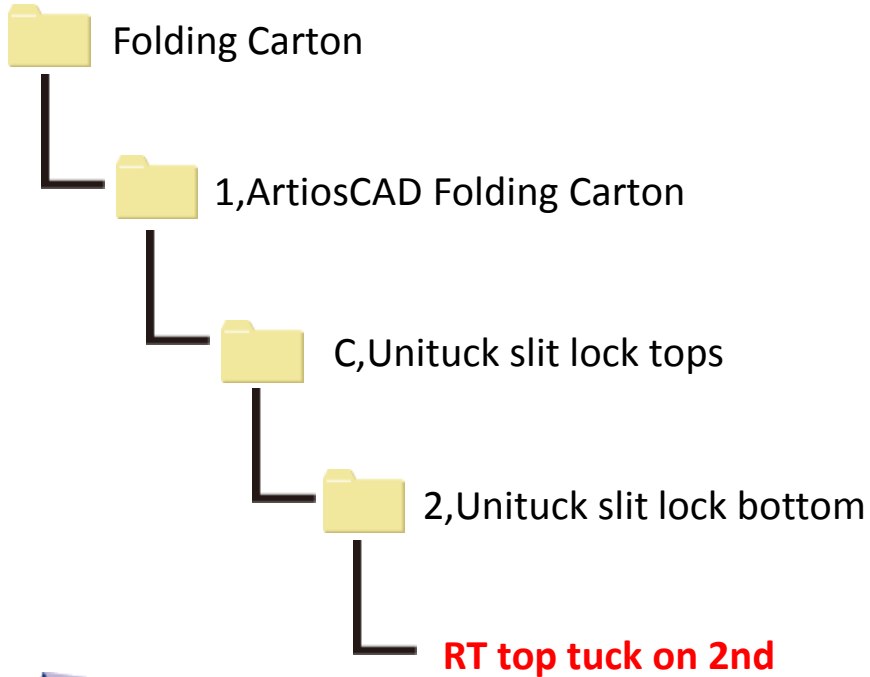 Folding Carton
1,ArtiosCAD Folding Carton
C,Unituck slit lock tops
2,Unituck slit lock bottom
RT top tuck on 2nd